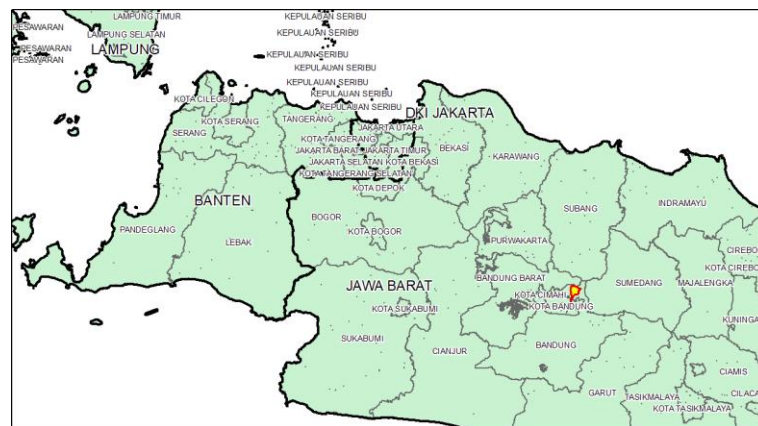 LAMPUNG TIMUR
KEPULAUAN SERIBU
PESAWARAN
LAMPUNG SELATAN
KEPULAUAN SERIBU
PESAWARAN
LAMPUNG
KEPULAUAN SERIBU
PESAWARAN
KEPULAUAN SERIBU
KEPULAUAN SERIBU
KEPULAUAN SERIBU
KOTA CILEGON
KEPULAUAN SERIBU
DKI JAKARTA
SERANG
KOTA SERANG
TANGERANG
JAKARTA UTARA
KOTA TANGERANG
BEKASI
JAKARTA BARAT
JAKARTA TIMUR
KARAWANG
JAKARTA SELATAN
KOTA BEKASI
KOTA TANGERANG SELATAN
KOTA DEPOK
BANTEN
INDRAMAYU
SUBANG
BOGOR
PANDEGLANG
KOTA BOGOR
LEBAK
PURWAKARTA
CIREBO
KOTA CIREBO
JAWA BARAT
BANDUNG BARAT
SUMEDANG
MAJALENGKA
KOTA CIMAHI
KOTA BANDUNG
KOTA SUKABUMI
KUNINGA
SUKABUMI
CIANJUR
BANDUNG
CIAMIS
GARUT
TASIKMALAYA
CILACA
KOTA TASIKMALAYA